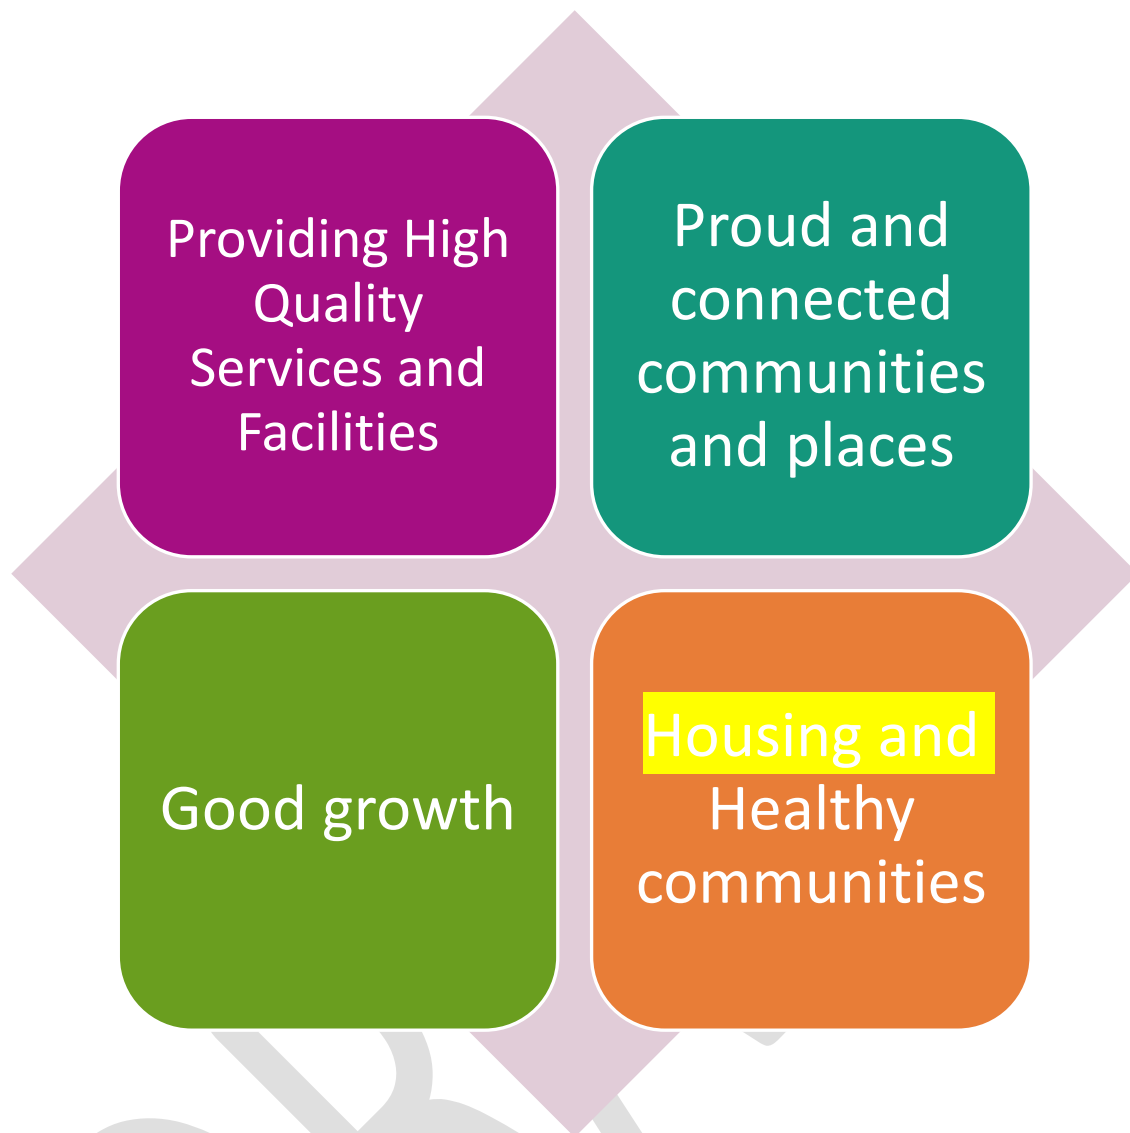 Providing High
Quality
Services and
Facilities
Proud and
connected
communities
and places
Good growth
Housing and
Healthy
communities